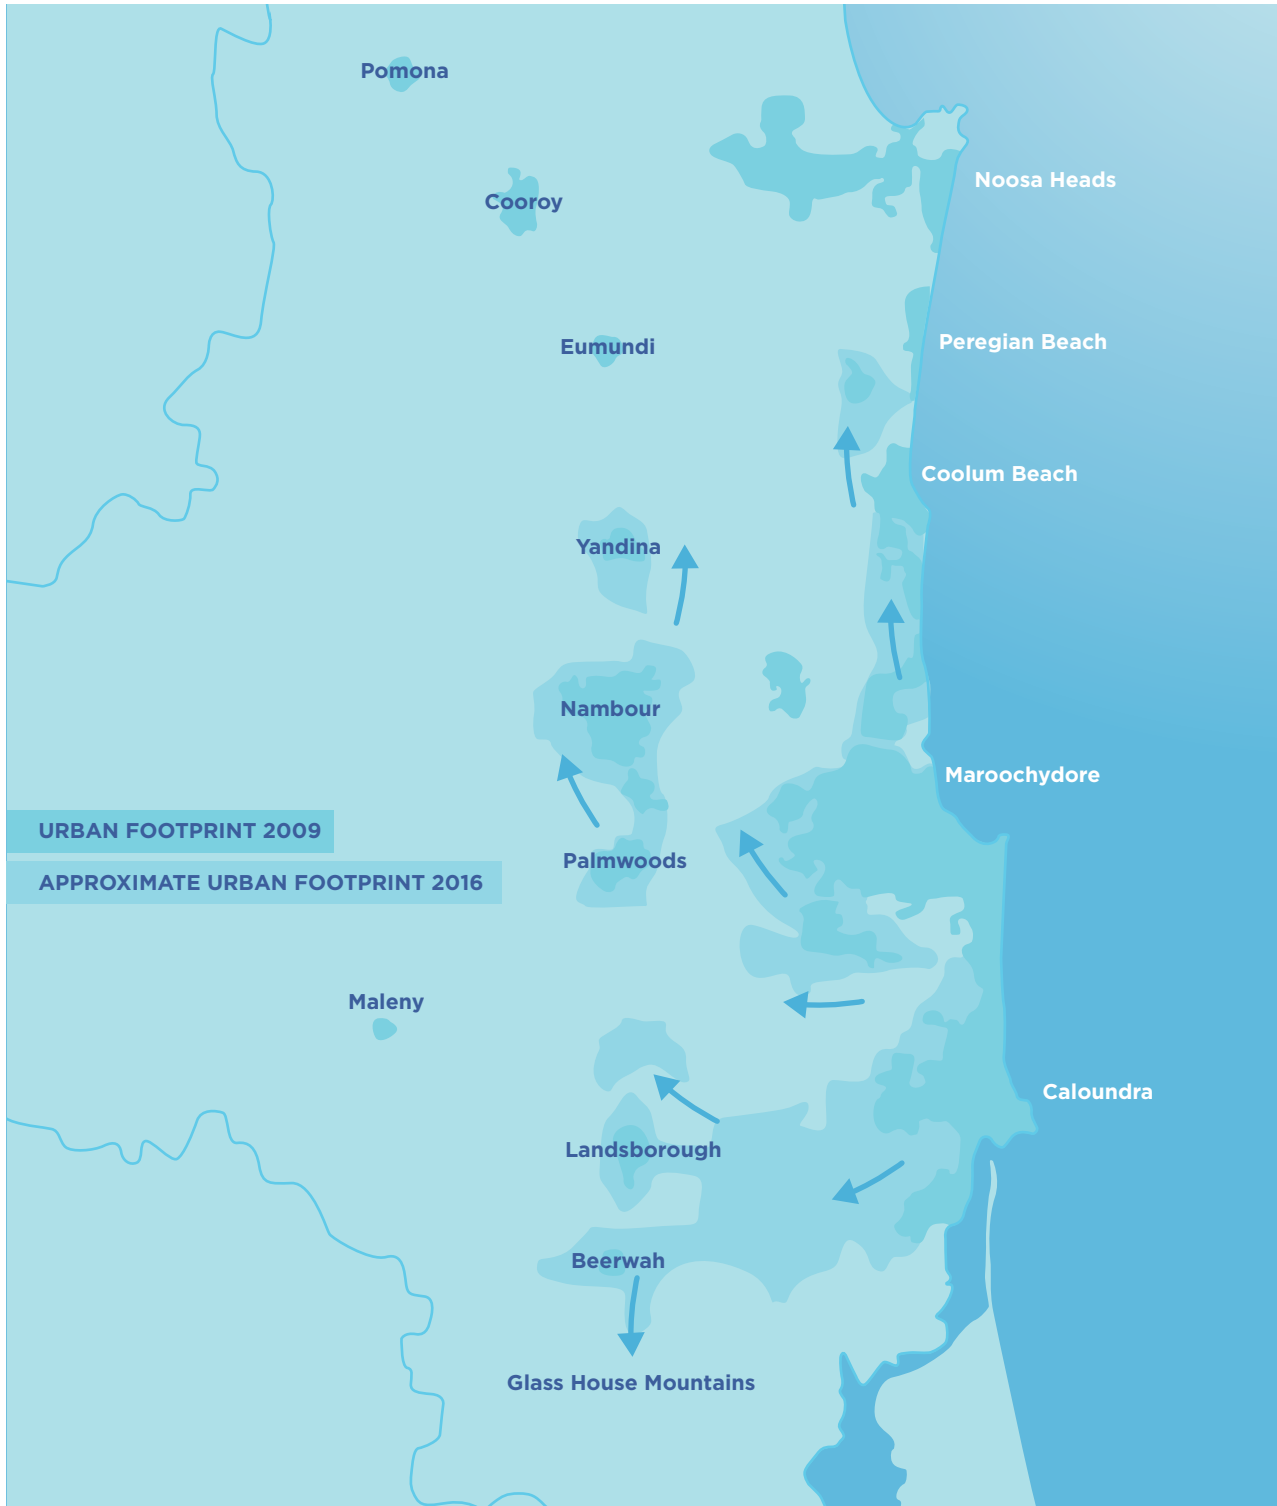 Pomona
Noosa Heads
Cooroy
Peregian Beach
Eumundi
Coolum Beach
Yandina
Nambour
Maroochydore
URBAN FOOTPRINT 2009
Palmwoods
APPROXIMATE URBAN FOOTPRINT 2016
Maleny
Caloundra
Landsborough
Beerwah
Glass House Mountains